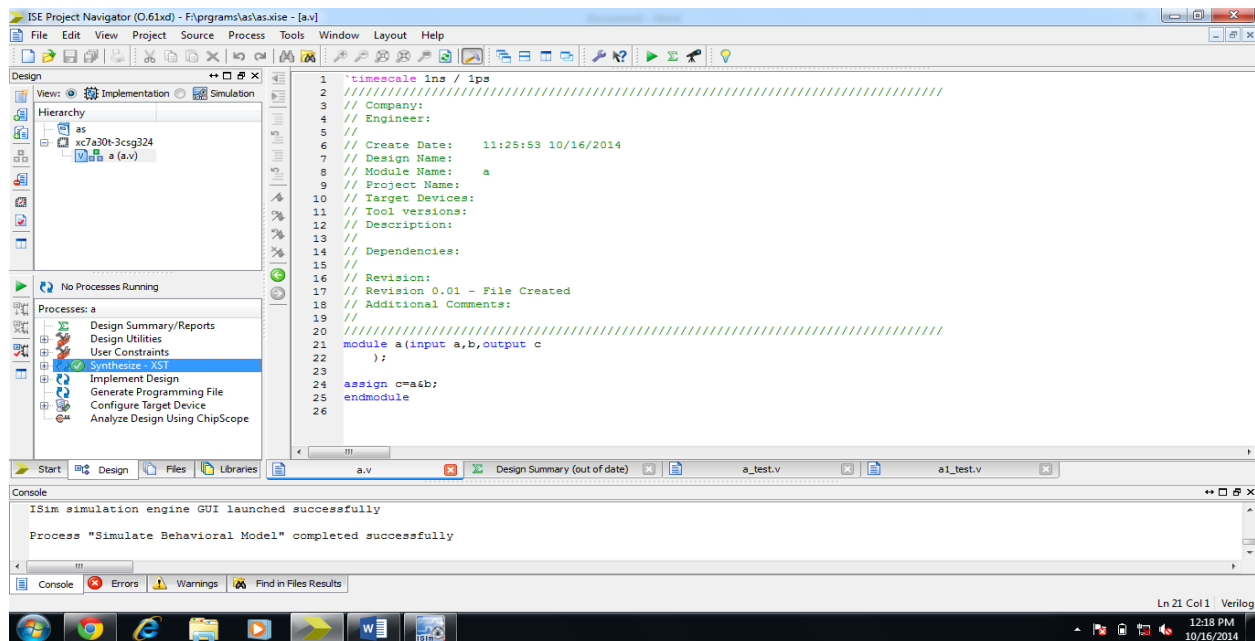 ISE Project Navigator (O.61xd) - F:\prgrams\as\as.xise - [a.v]
File Edit View Project Source Process Tools Window Layout Help
Design
View: Implementation Simulation
Hierarchy
as
xc7a30t-3csg324
a (a.v)
No Processes Running
Processes: a
Design Summary/Reports
Design Utilities
User Constraints
Synthesize - XST
Implement Design
Generate Programming File
Configure Target Device
Analyze Design Using ChipScope
Start Design Files Libraries
1 `timescale 1ns / 1ps
2 //////////////////////////////////////////////////////////////////////////////////
3 // Company:
4 // Engineer:
5 //
6 // Create Date: 11:25:53 10/16/2014
7 // Design Name:
8 // Module Name: a
9 // Project Name:
10 // Target Devices:
11 // Tool versions:
12 // Description:
13 //
14 // Dependencies:
15 //
16 // Revision:
17 // Revision 0.01 - File Created
18 // Additional Comments:
19 //
20 //////////////////////////////////////////////////////////////////////////////////
21 module a(input a,b,output c
22 );
23
24 assign c=a&b;
25 endmodule
26
a.v Design Summary (out of date) a_test.v a1_test.v
Console
ISim simulation engine GUI launched successfully
Process "Simulate Behavioral Model" completed successfully
Console Errors Warnings Find in Files Results
Ln 21 Col 1 Verilog
12:18 PM
10/16/2014